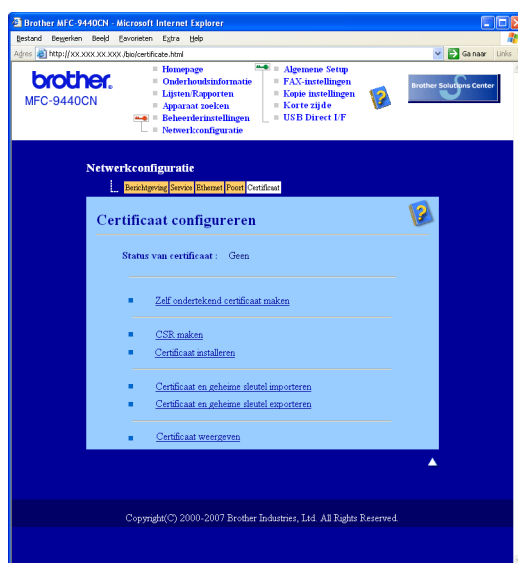 Brother MFC-9440CN - Microsoft Internet Explorer
Bestand Bewerken Beeld Favorieten Extra Help
Adres http://xx.xxx.xx.xxx./bio/certificate.html Ga naar Links
brother.
MFC-9440CN
Homepage
Onderhoudsinformatie
Lijsten/Rapporten
Apparaat zoeken
Beheerderinstellingen
Netwerkconfiguratie
Algemene Setup
FAX-instellingen
Kopie instellingen
Korte zijde
USB Direct I/F
Brother Solutions Center
Netwerkconfiguratie
Berichtgeving Service Ethernet Poort Certificaat
Certificaat configureren
Status van certificaat : Geen
Zelf ondertekend certificaat maken
CSR maken
Certificaat installeren
Certificaat en geheime sleutel importeren
Certificaat en geheime sleutel exporteren
Certificaat weergeven
Copyright(C) 2000-2007 Brother Industries, Ltd. All Rights Reserved.